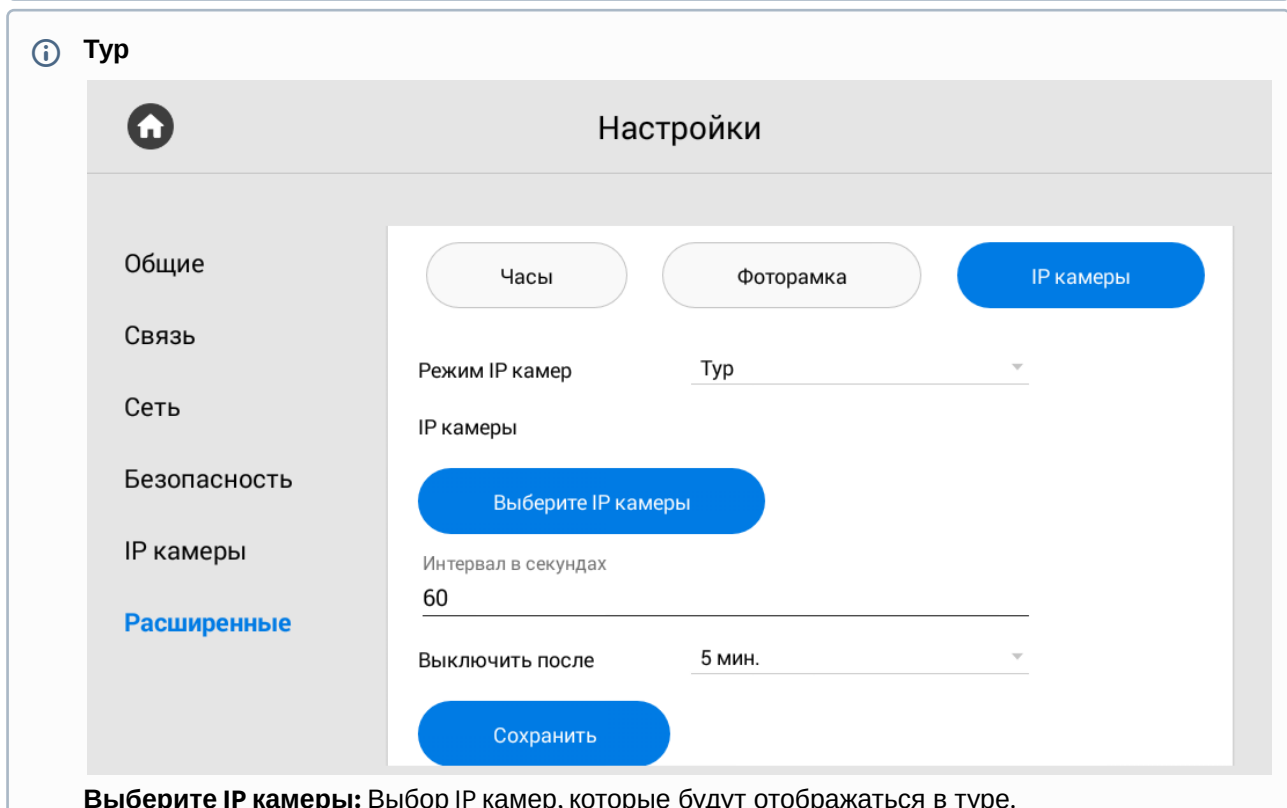 Тур
Настройки
Общие
Связь
Сеть
Безопасность
IP камеры
Расширенные
Часы
Фоторамка
IP камеры
Режим IP камер
Тур
IP камеры
Выберите IP камеры
Интервал в секундах
60
Выключить после
5 мин.
Сохранить
Выберите IP камеры: Выбор IP камер, которые будут отображаться в туре.